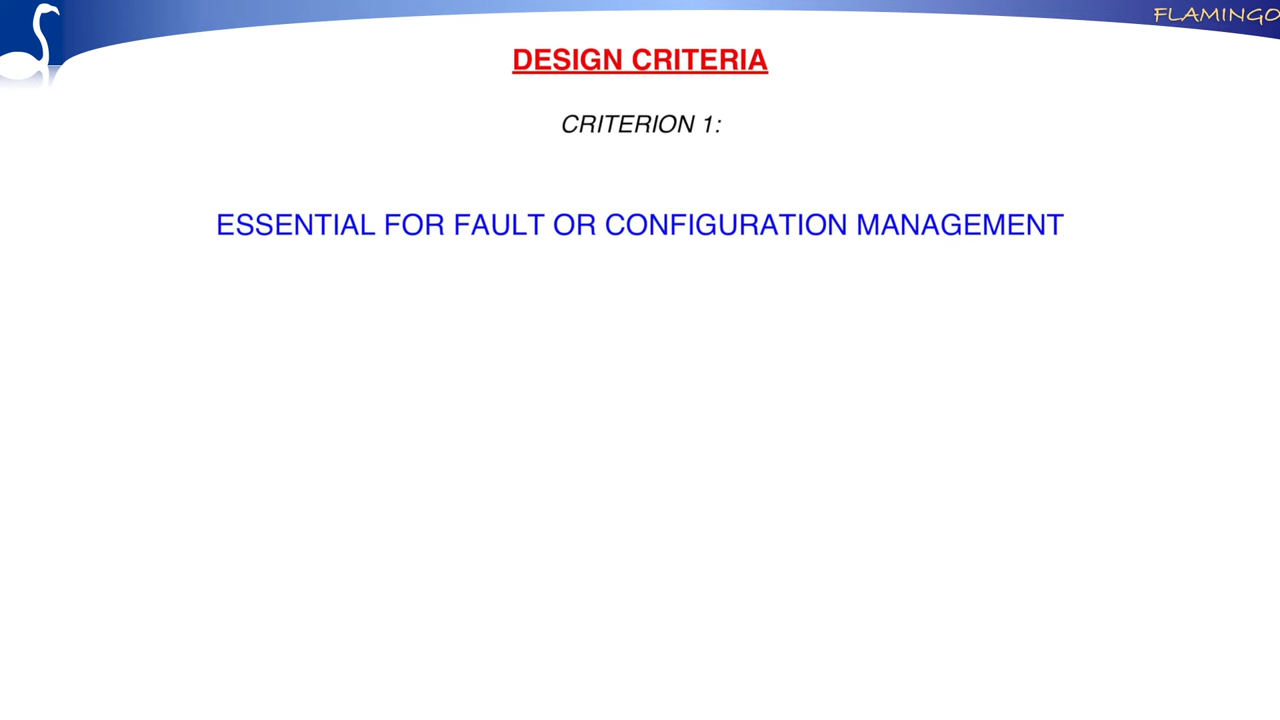 FLAMINGO
DESIGN CRITERIA
CRITERION 1:
ESSENTIAL FOR FAULT OR CONFIGURATION MANAGEMENT